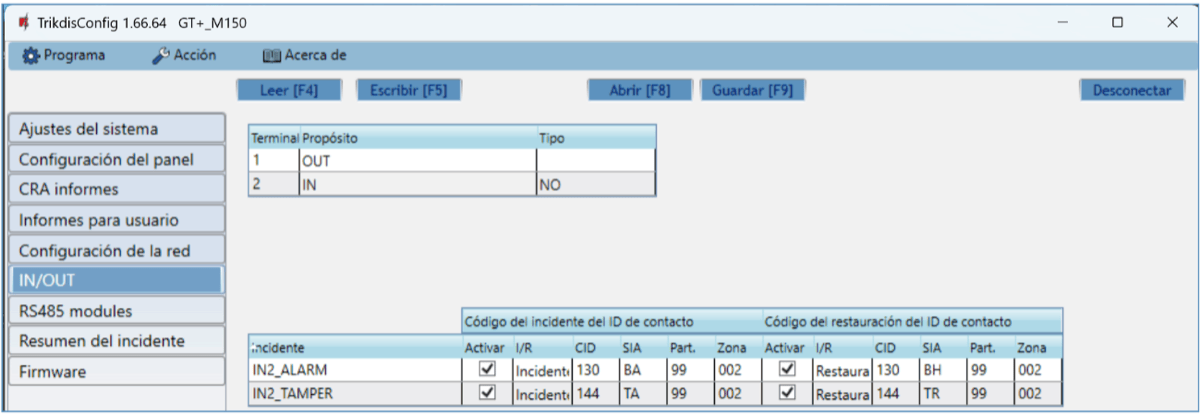 TrikdisConfig 1.66.64 GT+_M150
Programa Acción Acerca de
Leer [F4] Escribir [F5] Abrir [F8] Guardar [F9] Desconectar
Ajustes del sistema
Configuración del panel
CRA informes
Informes para usuario
Configuración de la red
IN/OUT
RS485 modules
Resumen del incidente
Firmware
Terminal Propósito Tipo
1 OUT
2 IN NO
Código del incidente del ID de contacto Código del restauración del ID de contacto
Incidente Activar I/R CID SIA Part. Zona Activar I/R CID SIA Part. Zona
IN2_ALARM Incidente 130 BA 99 002 Restaura 130 BH 99 002
IN2_TAMPER Incidente 144 TA 99 002 Restaura 144 TR 99 002